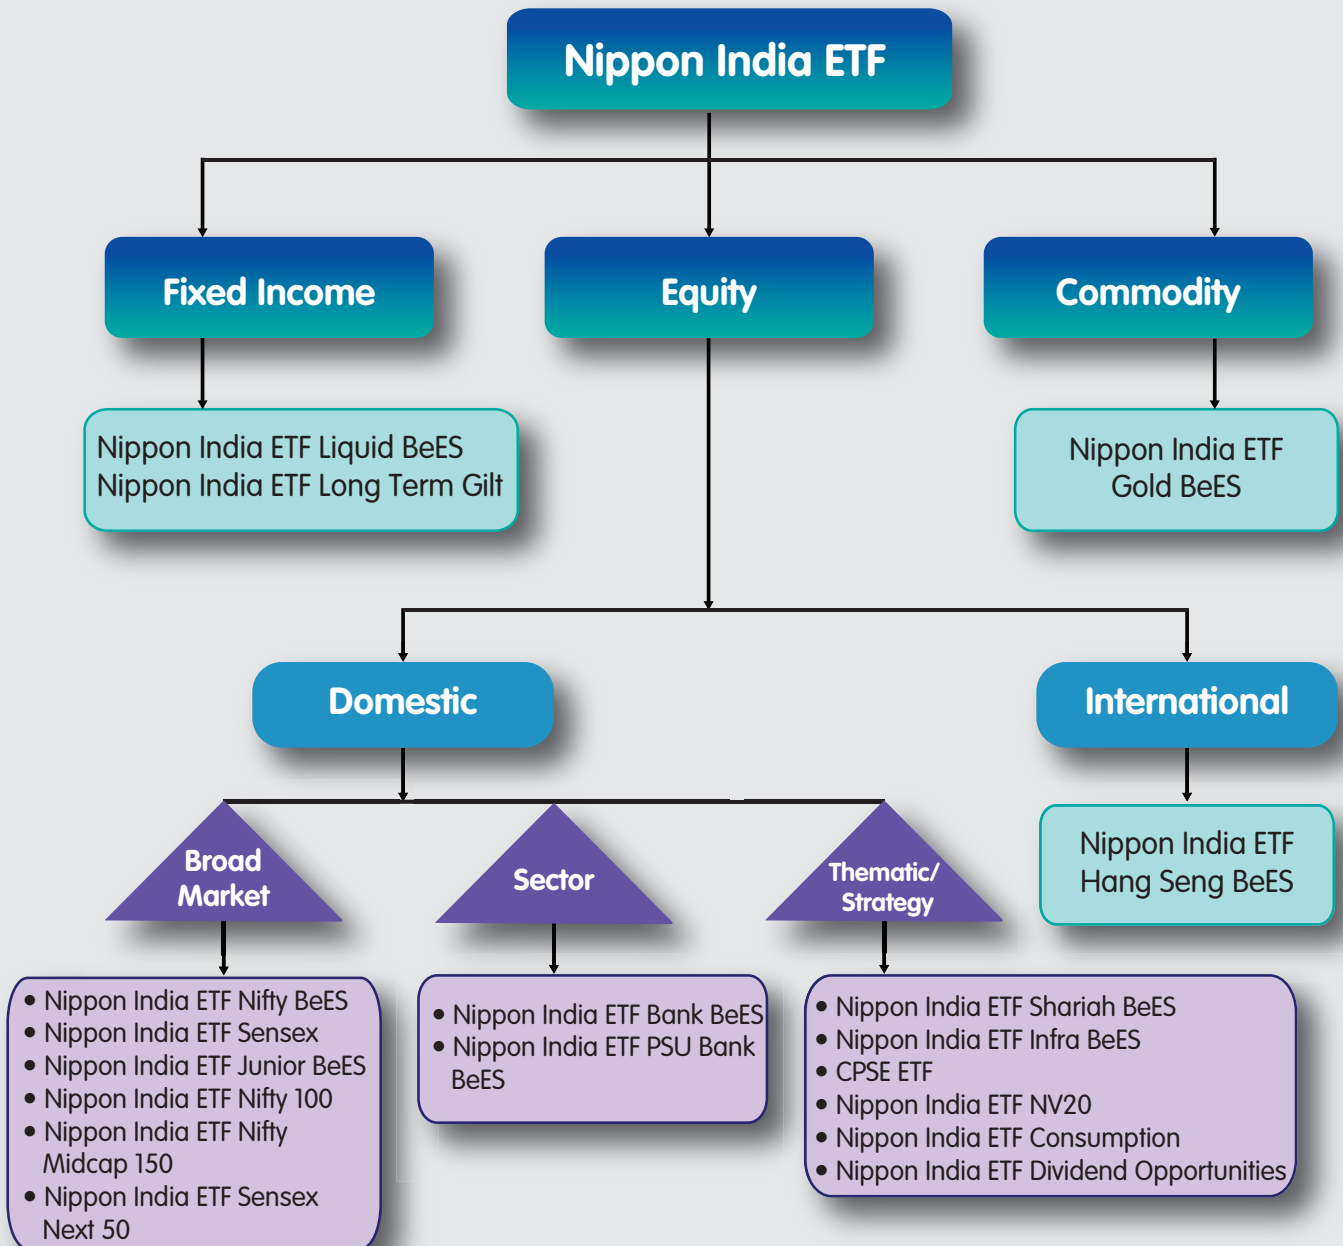 Nippon India ETF
Fixed Income
Equity
Commodity
Nippon India ETF Liquid BeES
Nippon India ETF Long Term Gilt
Nippon India ETF
Gold BeES
Domestic
International
Broad
Market
Sector
Thematic/
Strategy
Nippon India ETF
Hang Seng BeES
• Nippon India ETF Nifty BeES
• Nippon India ETF Sensex
• Nippon India ETF Junior BeES
• Nippon India ETF Nifty 100
• Nippon India ETF Nifty
Midcap 150
• Nippon India ETF Sensex
Next 50
• Nippon India ETF Bank BeES
• Nippon India ETF PSU Bank
BeES
• Nippon India ETF Shariah BeES
• Nippon India ETF Infra BeES
• CPSE ETF
• Nippon India ETF NV20
• Nippon India ETF Consumption
• Nippon India ETF Dividend Opportunities